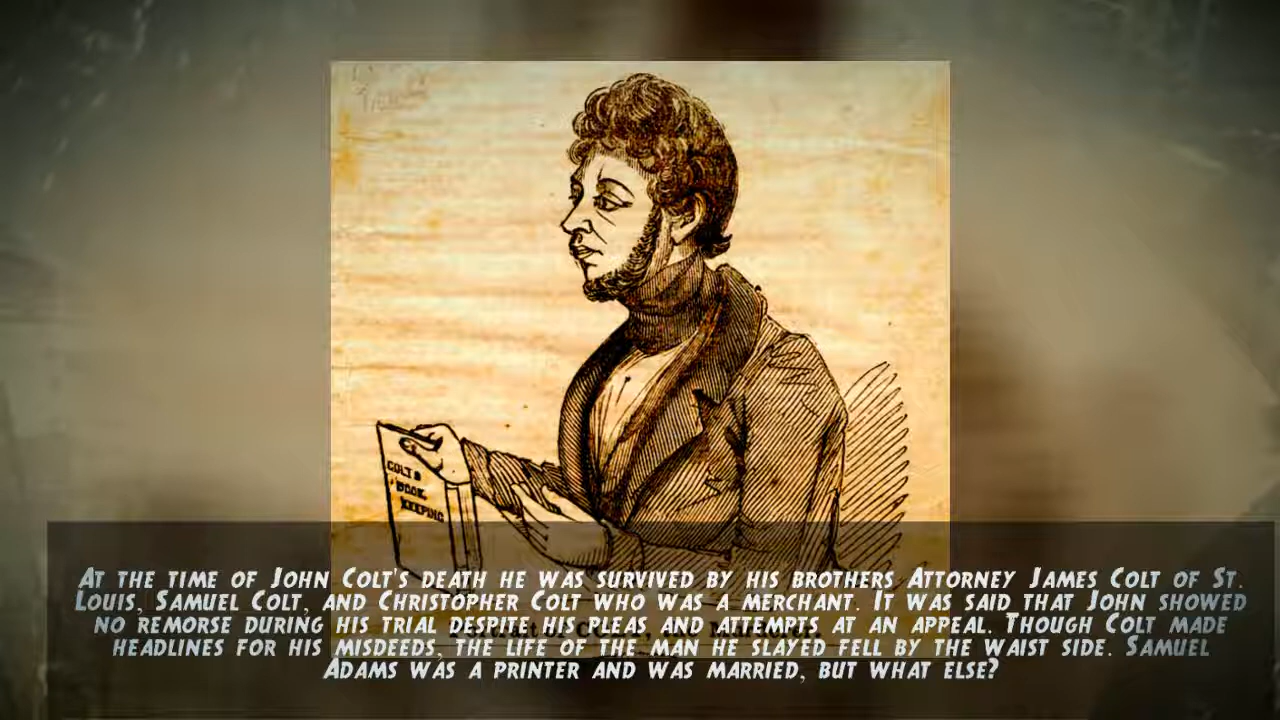 COLT'S
BOOK
KEEPING
At the time of John Colt's death he was survived by his brothers Attorney James Colt of St.
Louis, Samuel Colt, and Christopher Colt who was a merchant. It was said that John showed
no remorse during his trial despite his pleas and attempts at an appeal. Though Colt made
headlines for his misdeeds, the life of the man he slayed fell by the waist side. Samuel
Adams was a printer and was married, but what else?